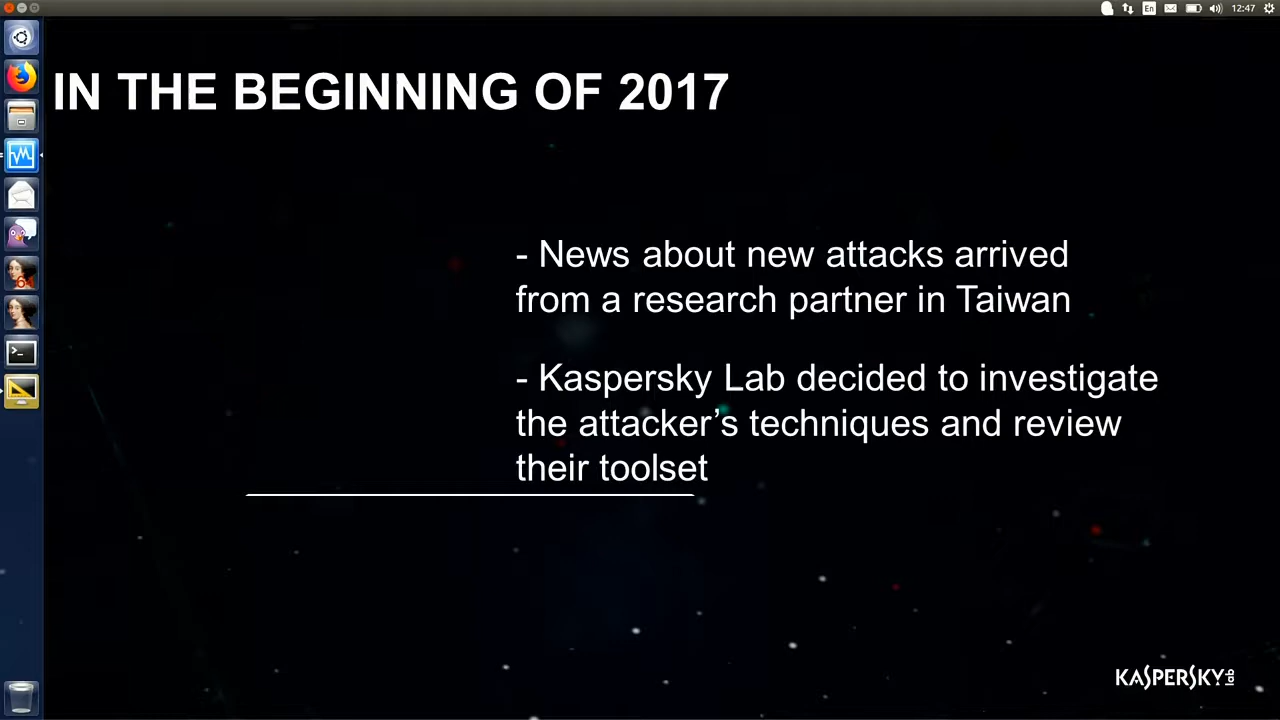 En
12:47
IN THE BEGINNING OF 2017
- News about new attacks arrived
from a research partner in Taiwan
- Kaspersky Lab decided to investigate
the attacker’s techniques and review
their toolset
KASPERSKY lab